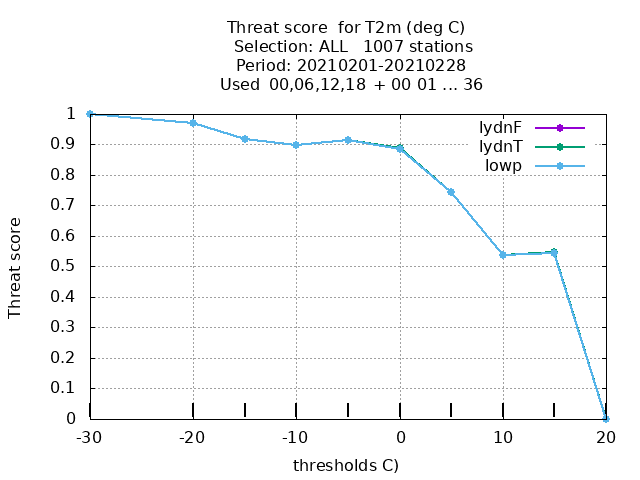 Threat score  for T2m (deg C)
Selection: ALL   1007 stations
Period: 20210201-20210228
Used  00,06,12,18  + 00 01 ... 36
lydnF
lydnT
lowp
1
0.9
0.8
0.7
0.6
0.5
0.4
0.3
0.2
0.1
0
Threat score
-30 -20 -10 0 10 20
thresholds C)